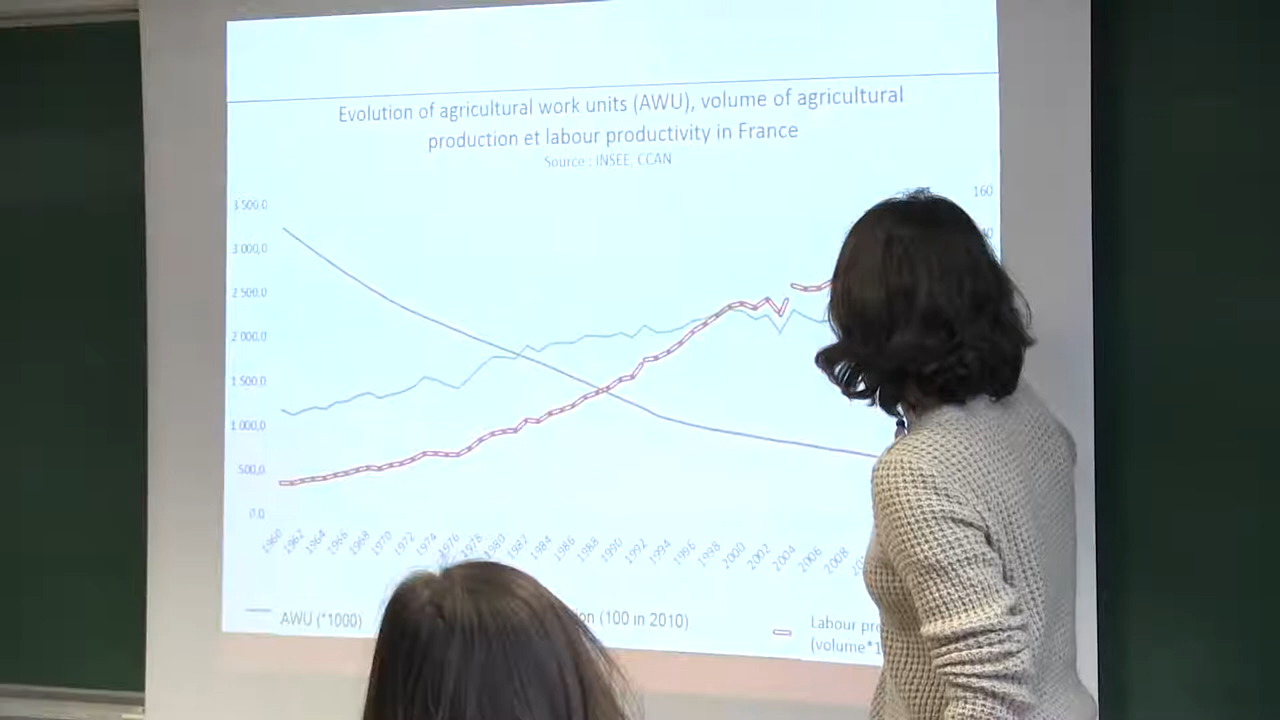 Evolution of agricultural work units (AWU), volume of agricultural
production et labour productivity in France
Source : INSEE, CCAN
3 500,0
3 000,0
2 500,0
2 000,0
1 500,0
1 000,0
500,0
0,0
160
1960 1962 1964 1966 1968 1970 1972 1974 1976 1978 1980 1982 1984 1986 1988 1990 1992 1994 1996 1998 2000 2002 2004 2006 2008
AWU (*1000)
(100 in 2010)
Labour
(volume*1